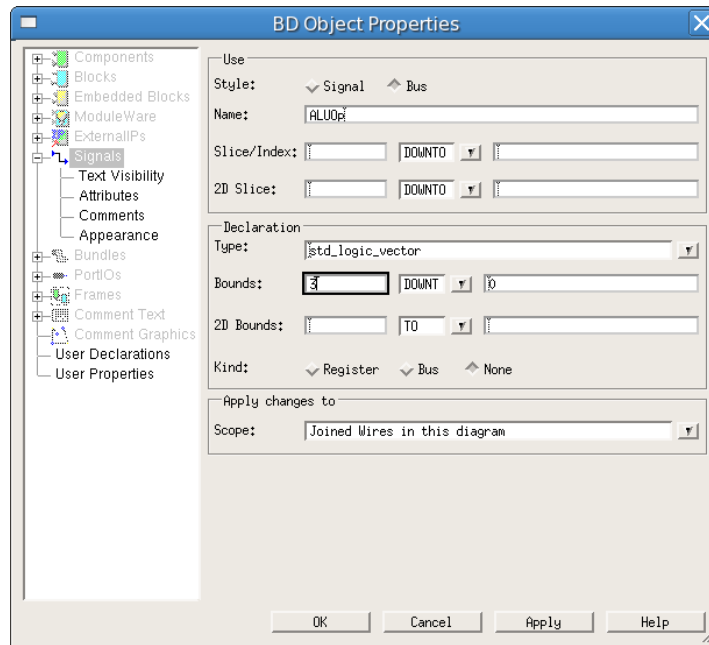 BD Object Properties
Components
Blocks
Embedded Blocks
ModuleWare
ExternalIPs
Signals
Text Visibility
Attributes
Comments
Appearance
Bundles
PortIOs
Frames
Comment Text
Comment Graphics
User Declarations
User Properties
Use
Style: Signal Bus
Name: ALUOp
Slice/Index: DOWNTO
2D Slice: DOWNTO
Declaration
Type: std_logic_vector
Bounds: 3 DOWNT 0
2D Bounds: TO
Kind: Register Bus None
Apply changes to
Scope: Joined Wires in this diagram
OK Cancel Apply Help